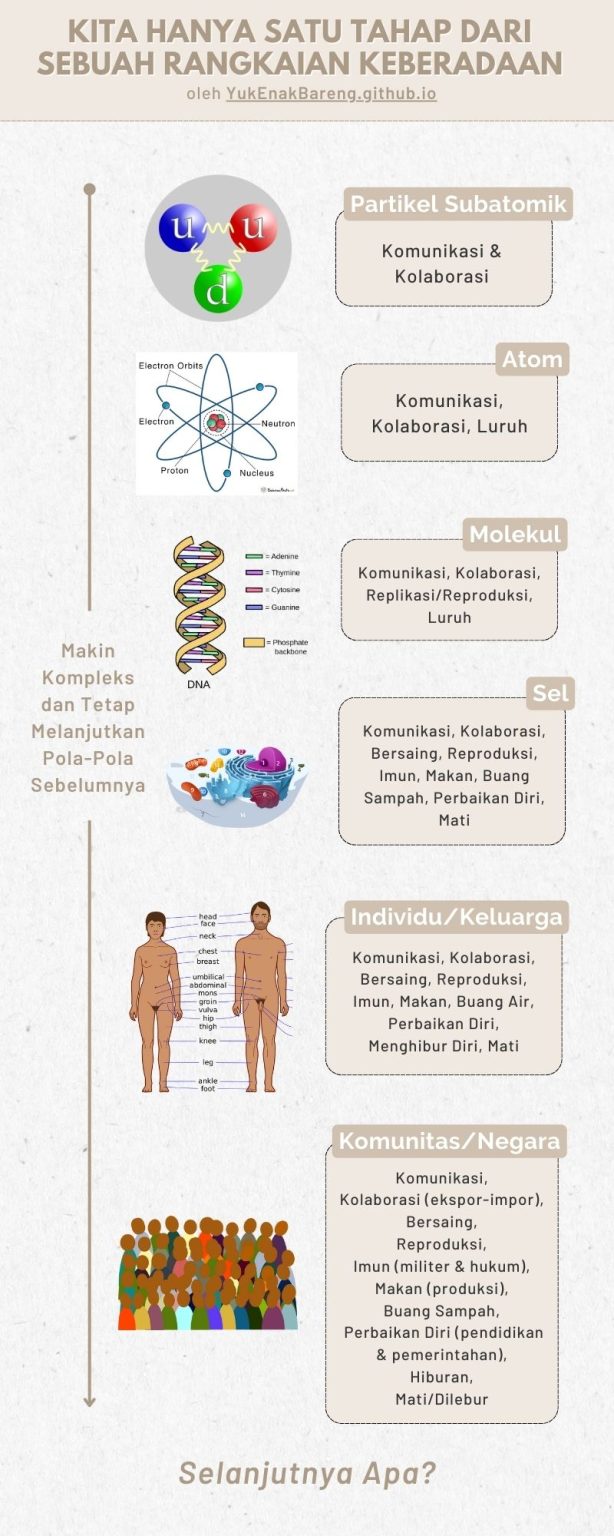 KITA HANYA SATU TAHAP DARI
SEBUAH RANGKAIAN KEBERADAAN
oleh YukEnakBareng.github.io
u
u
d
Partikel Subatomik
Komunikasi &
Kolaborasi
Electron Orbits
Electron
Neutron
Proton
Nucleus
Atom
Komunikasi,
Kolaborasi, Luruh
= Adenine
= Thymine
= Cytosine
= Guanine
= Phosphate
backbone
DNA
Molekul
Komunikasi, Kolaborasi,
Replikasi/Reproduksi,
Luruh
Makin
Kompleks
dan Tetap
Melanjutkan
Pola-Pola
Sebelumnya
Sel
Komunikasi, Kolaborasi,
Bersaing, Reproduksi,
Imun, Makan, Buang
Sampah, Perbaikan Diri,
Mati
head
face
neck
chest
breast
umbilical
abdominal
mons
groin
vulva
hip
thigh
knee
leg
ankle
foot
Individu/Keluarga
Komunikasi, Kolaborasi,
Bersaing, Reproduksi,
Imun, Makan, Buang Air,
Perbaikan Diri,
Menghibur Diri, Mati
Komunitas/Negara
Komunikasi,
Kolaborasi (ekspor-impor),
Bersaing,
Reproduksi,
Imun (militer & hukum),
Makan (produksi),
Buang Sampah,
Perbaikan Diri (pendidikan
& pemerintahan),
Hiburan,
Mati/Dilebur
Selanjutnya Apa?